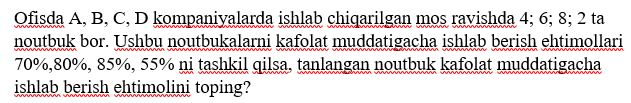 Ofisda A, B, C, D kompanivalarda ishlab chiqarilgan mos ravishda 4; 6; 8; 2 ta
noutbuk bor. Ushbu noutbukalarni kafolat muddatigacha ishlab berish ehtimollari
70%,80%, 85%, 55% ni tashkil qilsa, tanlangan noutbuk kafolat muddatigacha
ishlab berish ehtimolini toping?